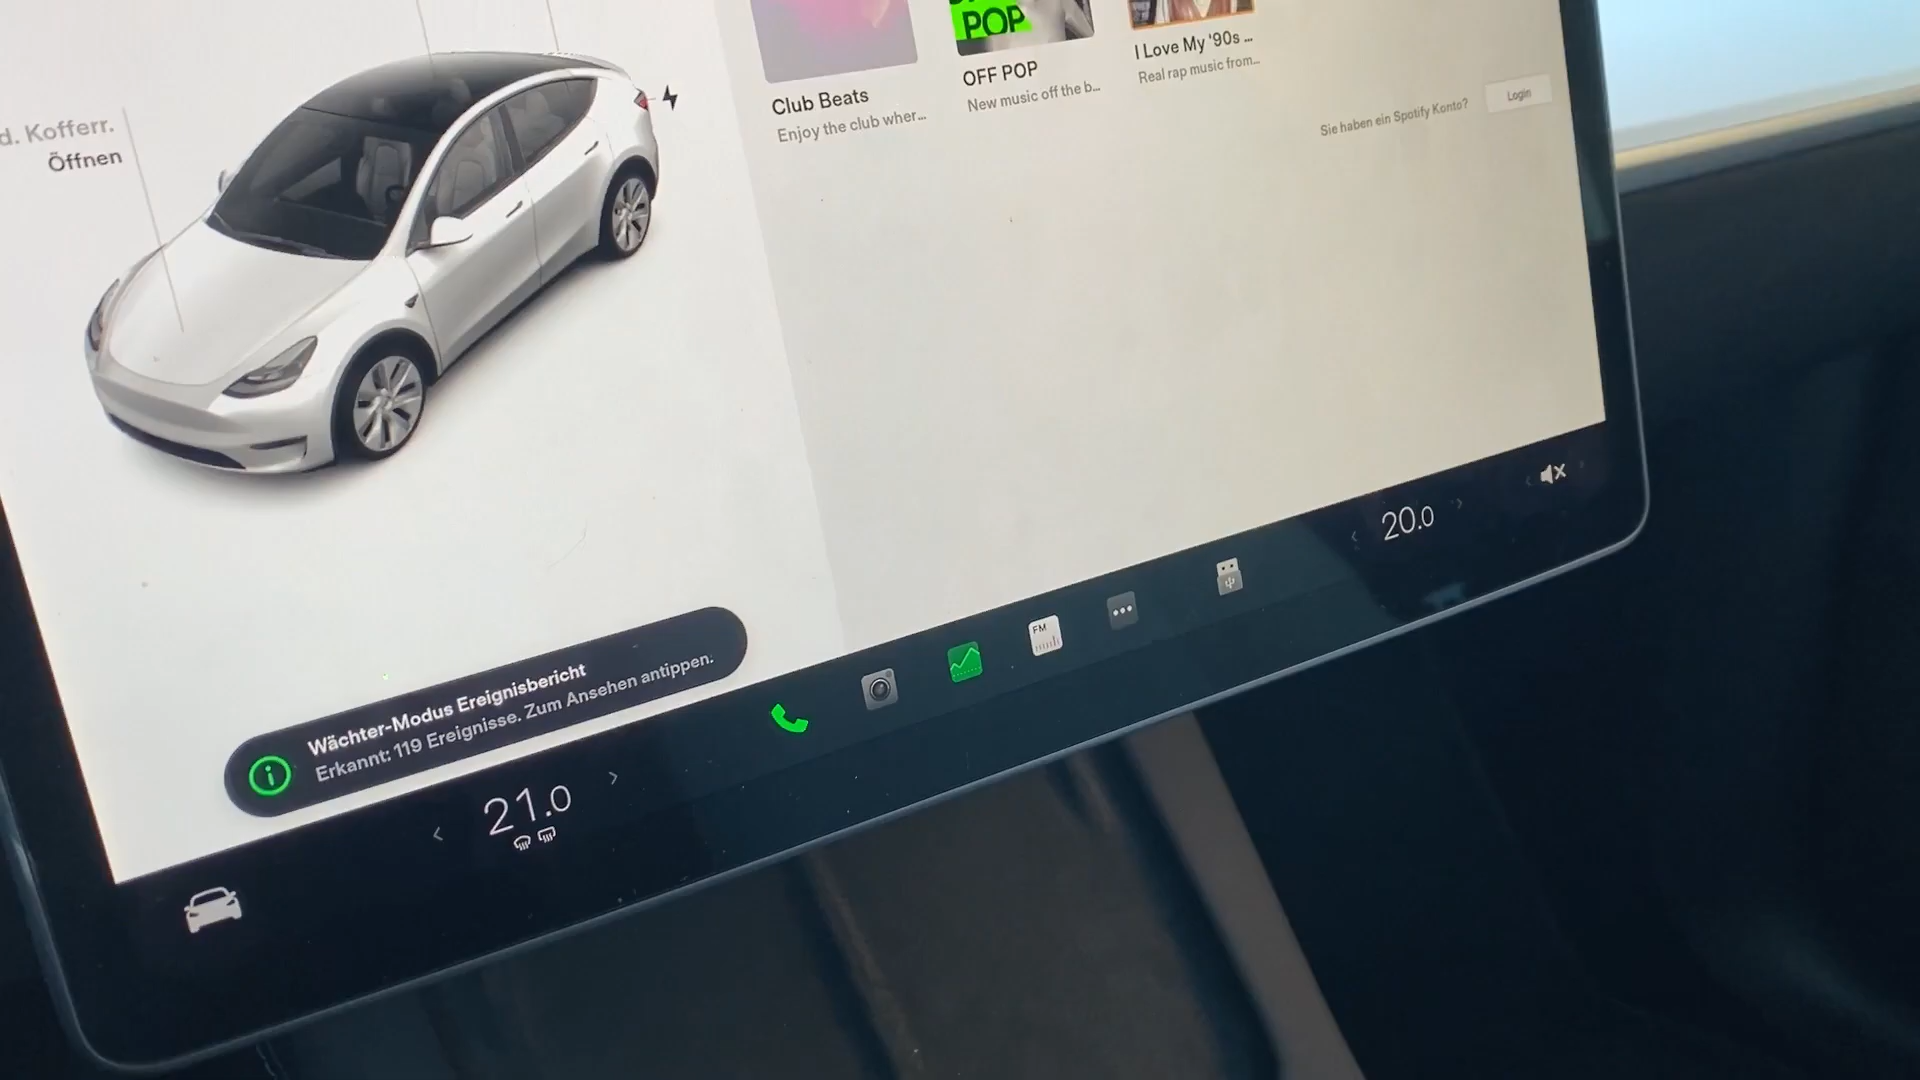 d. Kofferr.
Öffnen
POP
Club Beats
Enjoy the club wher...
OFF POP
New music off the b...
I Love My '90s ...
Real rap music from...
Sie haben ein Spotify Konto?
Login
Wächter-Modus Ereignisbericht
Erkannt: 119 Ereignisse. Zum Ansehen antippen.
21.0
FM
20.0